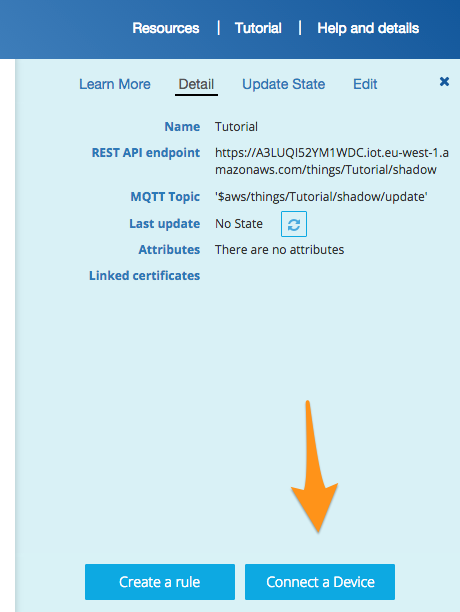 Resources | Tutorial | Help and details
Learn More Detail Update State Edit
Name Tutorial
REST API endpoint https://A3LUQI52YM1WDC.iot.eu-west-1.a
mazonaws.com/things/Tutorial/shadow
MQTT Topic '$aws/things/Tutorial/shadow/update'
Last update No State
Attributes There are no attributes
Linked certificates
Create a rule Connect a Device